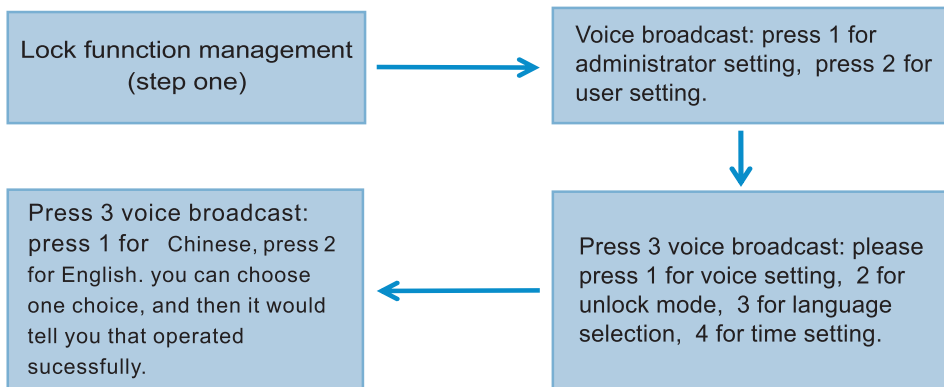 Lock funnction management
(step one)
Voice broadcast: press 1 for
administrator setting, press 2 for
user setting.
Press 3 voice broadcast: please
press 1 for voice setting, 2 for
unlock mode, 3 for language
selection, 4 for time setting.
Press 3 voice broadcast:
press 1 for Chinese, press 2
for English. you can choose
one choice, and then it would
tell you that operated
sucessfully.